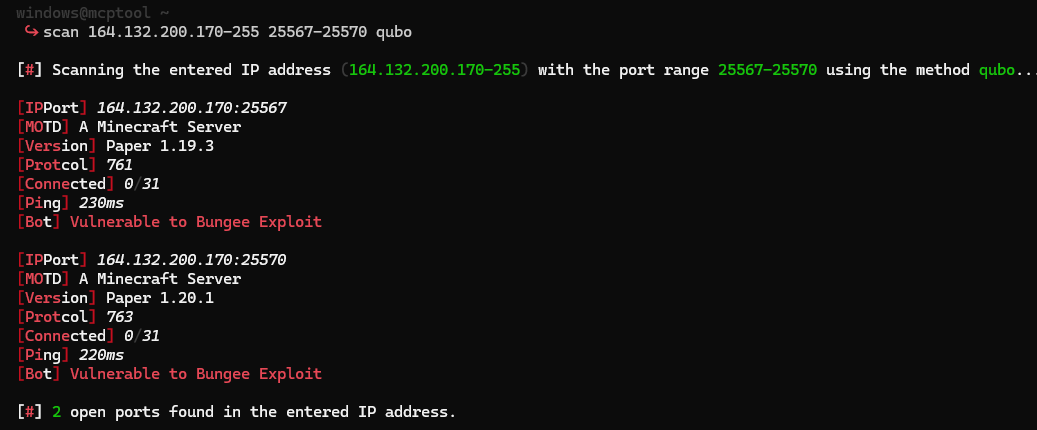 windows@mcptool ~
↪ scan 164.132.200.170-255 25567-25570 qubo
[#] Scanning the entered IP address (164.132.200.170-255) with the port range 25567-25570 using the method qubo...
[IPPort] 164.132.200.170:25567
[MOTD] A Minecraft Server
[Version] Paper 1.19.3
[Protcol] 761
[Connected] 0/31
[Ping] 230ms
[Bot] Vulnerable to Bungee Exploit
[IPPort] 164.132.200.170:25570
[MOTD] A Minecraft Server
[Version] Paper 1.20.1
[Protcol] 763
[Connected] 0/31
[Ping] 220ms
[Bot] Vulnerable to Bungee Exploit
[#] 2 open ports found in the entered IP address.